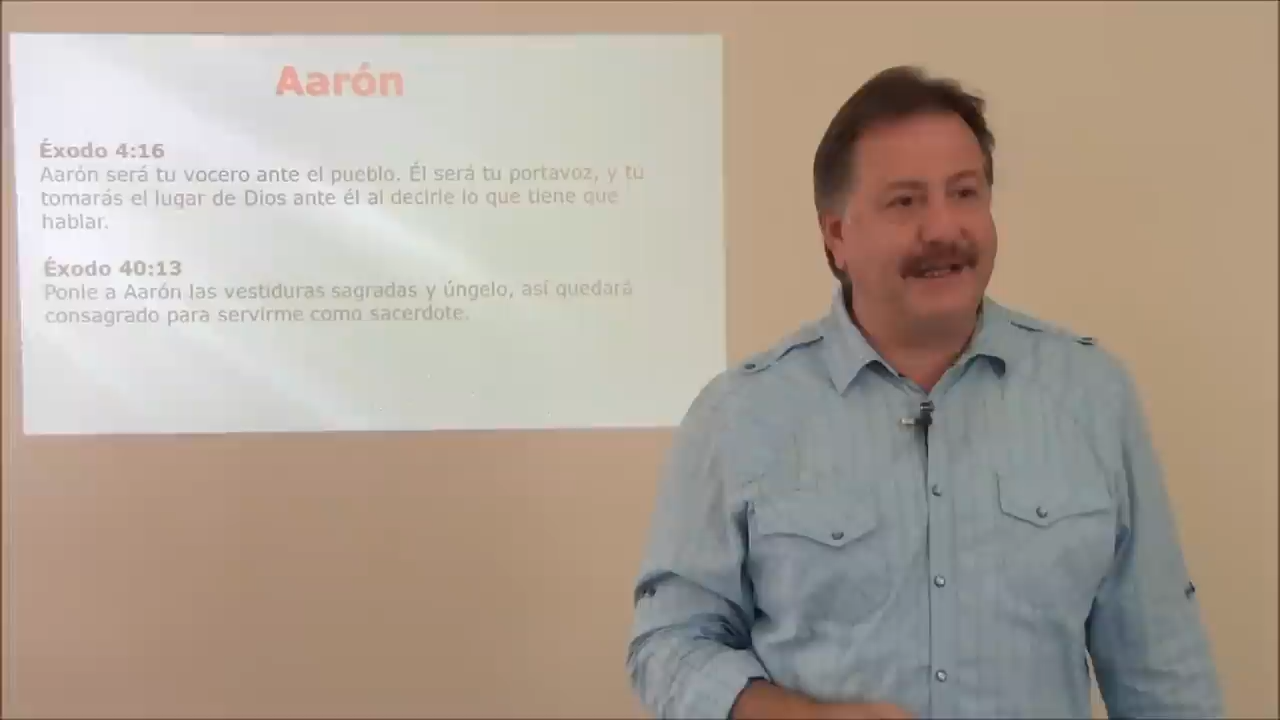 Aarón
Éxodo 4:16
Aarón será tu vocero ante el pueblo. Él será tu portavoz, y tú
tomarás el lugar de Dios ante él al decirle lo que tiene que
hablar.
Éxodo 40:13
Ponle a Aarón las vestiduras sagradas y úngelo, así quedará
consagrado para servirme como sacerdote.